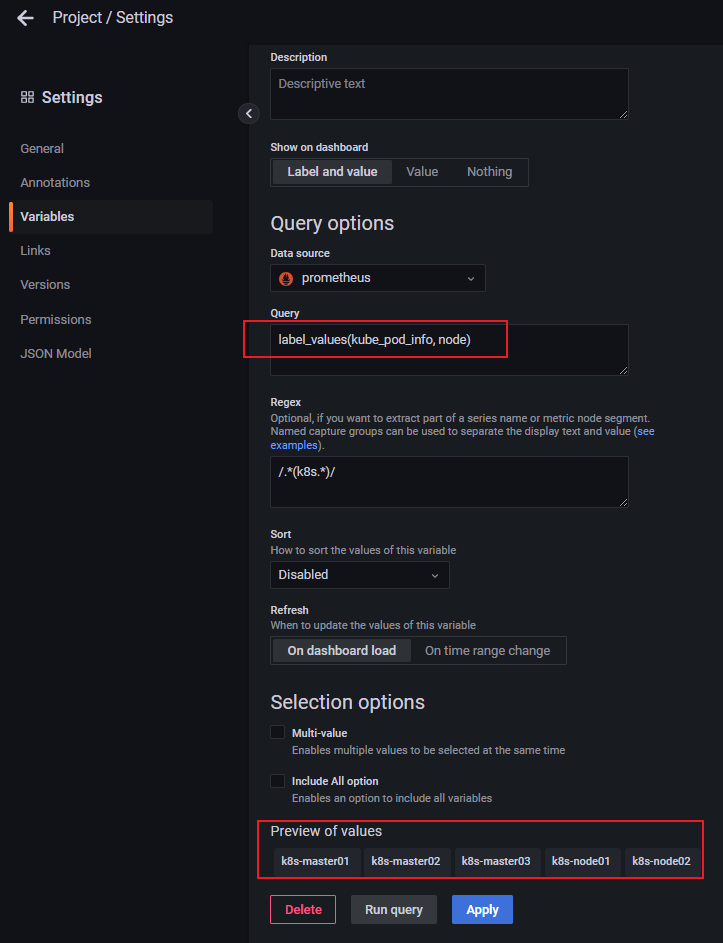 Project / Settings
Settings
General
Annotations
Variables
Links
Versions
Permissions
JSON Model
Description
Descriptive text
Show on dashboard
Label and value Value Nothing
Query options
Data source
prometheus
Query
label_values(kube_pod_info, node)
Regex
Optional, if you want to extract part of a series name or metric node segment.
Named capture groups can be used to separate the display text and value (see
examples).
/.*(k8s.*)/
Sort
How to sort the values of this variable
Disabled
Refresh
When to update the values of this variable
On dashboard load On time range change
Selection options
Multi-value
Enables multiple values to be selected at the same time
Include All option
Enables an option to include all variables
Preview of values
k8s-master01 k8s-master02 k8s-master03 k8s-node01 k8s-node02
Delete Run query Apply